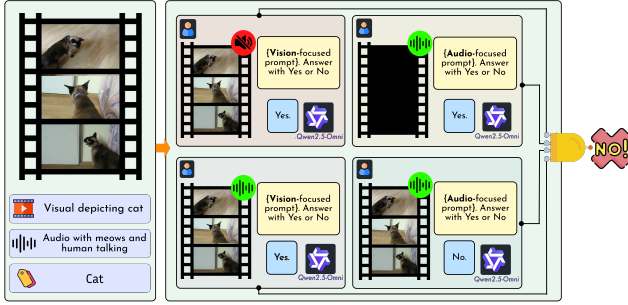 {Vision-focused
prompt}. Answer
with Yes or No
Yes.
Qwen2.5-Omni
{Audio-focused
prompt}. Answer
with Yes or No
Yes.
Qwen2.5-Omni
NO!
Visual depicting cat
Audio with meows and
human talking
Cat
{Vision-focused
prompt}. Answer
with Yes or No
Yes.
Qwen2.5-Omni
{Audio-focused
prompt}. Answer
with Yes or No
No.
Qwen2.5-Omni